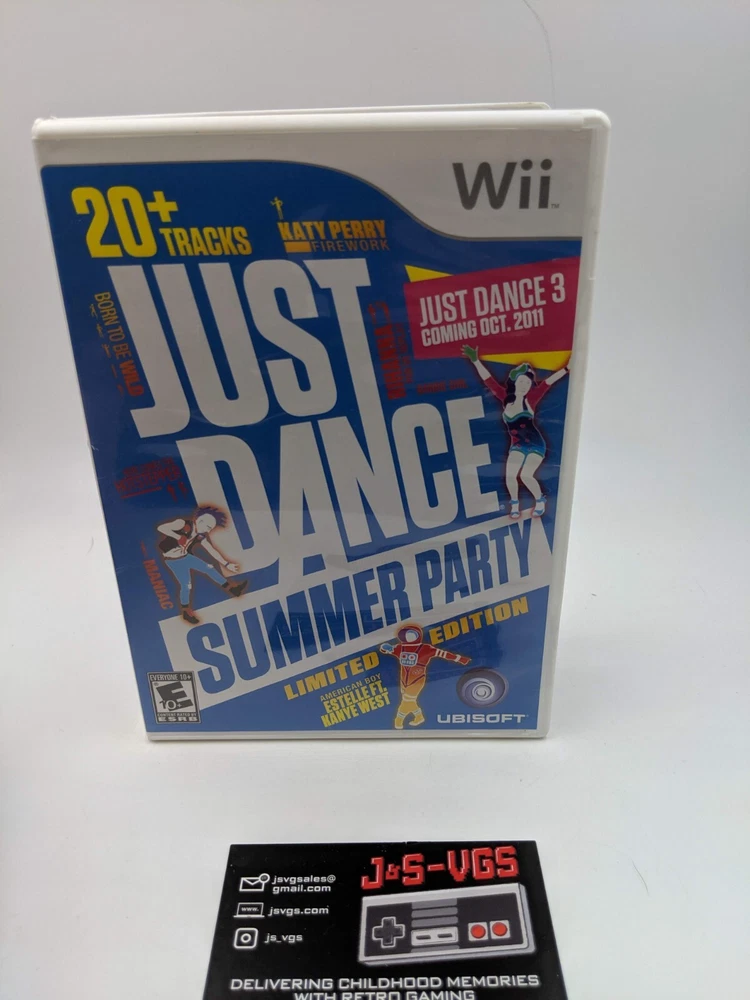 Wii
20+
TRACKS
KATY PERRY
FIREWORK
BORN TO BE WILD
JUST DANCE 3
COMING OCT. 2011
JUST
DANCE
MANIAC
SUMMER PARTY
LIMITED EDITION
AMERICAN BOY
ESTELLE FT.
KANYE WEST
EVERYONE 10+
E
ESRB
UBISOFT
J&S-VGS
jsvgsales@
gmail.com
www.
jsvgs.com
js_vgs
DELIVERING CHILDHOOD MEMORIES
WITH RETRO GAMING